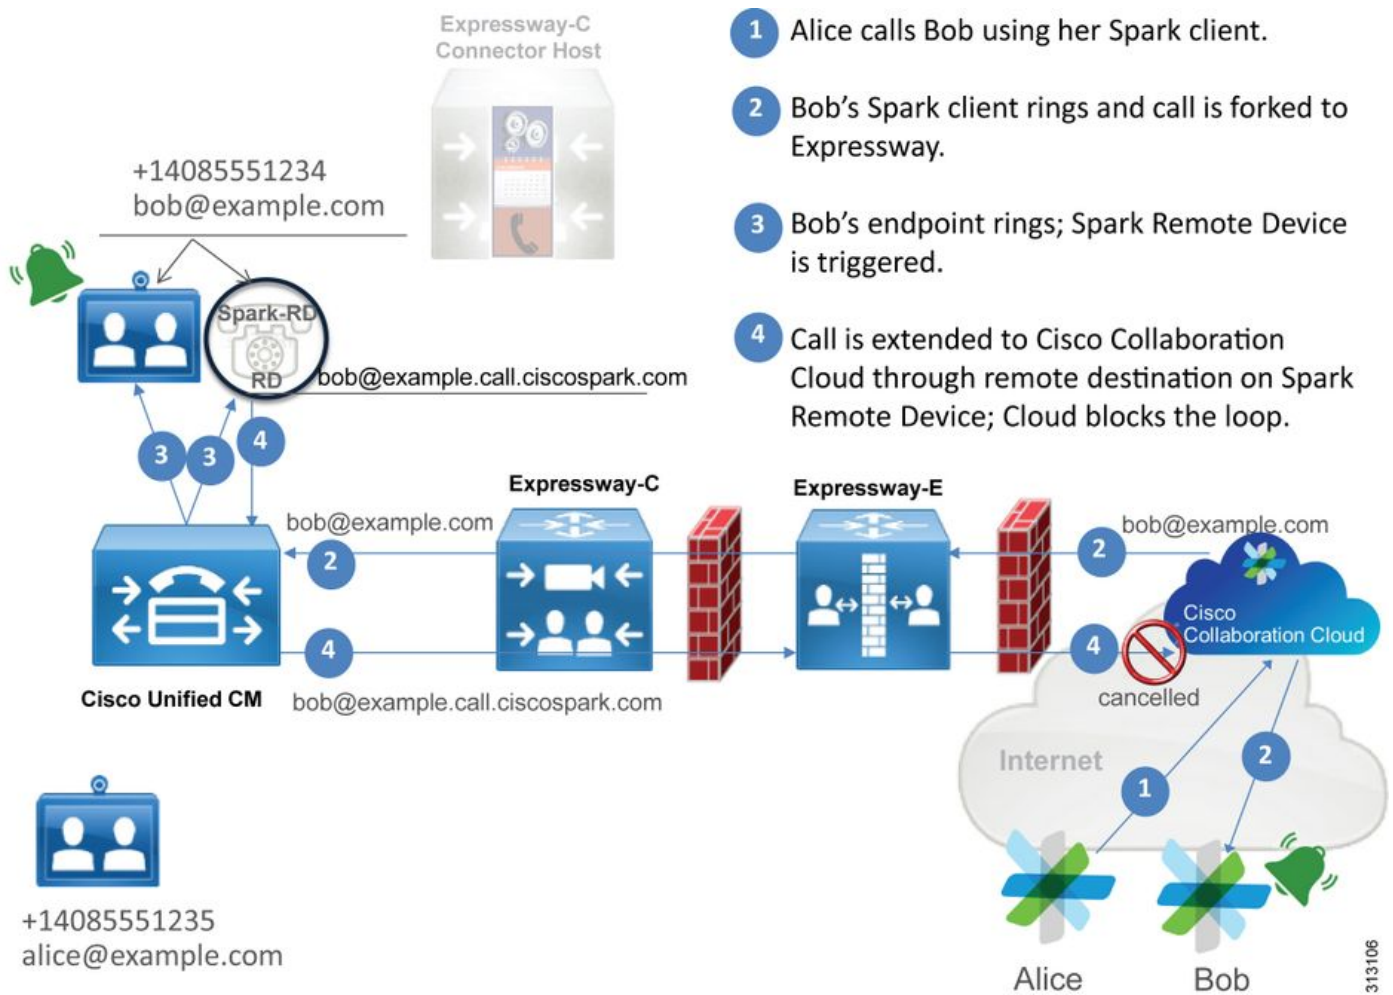 Expressway-C
Connector Host
1 Alice calls Bob using her Spark client.
2 Bob's Spark client rings and call is forked to
Expressway.
3 Bob's endpoint rings; Spark Remote Device
is triggered.
4 Call is extended to Cisco Collaboration
Cloud through remote destination on Spark
Remote Device; Cloud blocks the loop.
+14085551234
bob@example.com
Spark-RD
RD
bob@example.call.ciscospark.com
3
3
4
Expressway-C
Expressway-E
bob@example.com
2
bob@example.com
2
Cisco
Collaboration Cloud
4
4
cancelled
Cisco Unified CM
bob@example.call.ciscospark.com
Internet
1
2
+14085551235
alice@example.com
Alice
Bob
313106